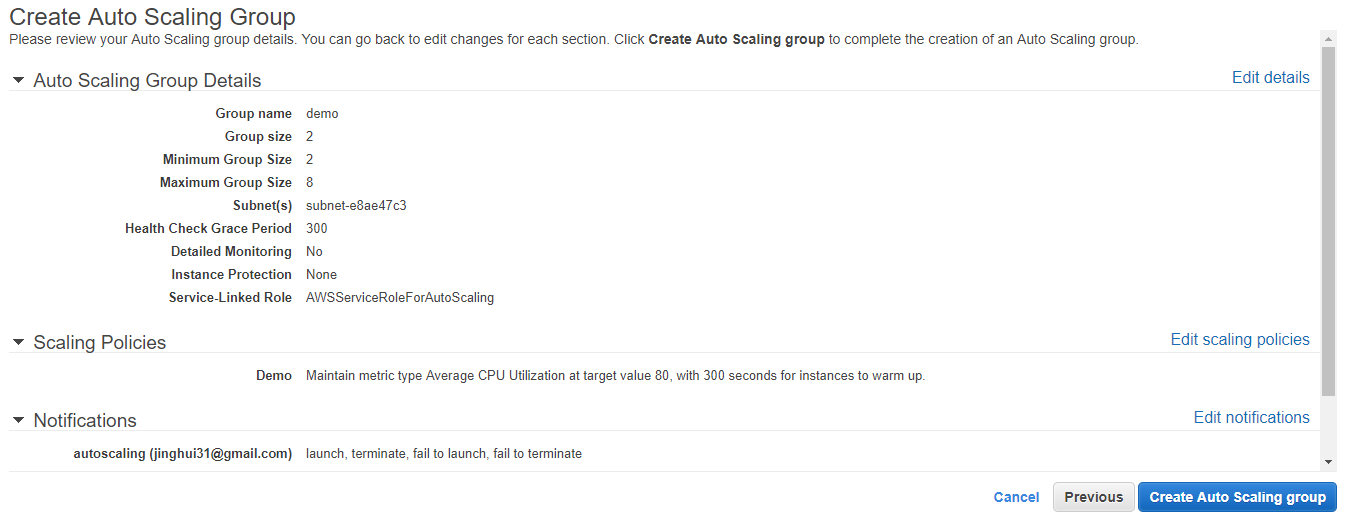 Create Auto Scaling Group
Please review your Auto Scaling group details. You can go back to edit changes for each section. Click Create Auto Scaling group to complete the creation of an Auto Scaling group.
Auto Scaling Group Details Edit details
Group name demo
Group size 2
Minimum Group Size 2
Maximum Group Size 8
Subnet(s) subnet-e8ae47c3
Health Check Grace Period 300
Detailed Monitoring No
Instance Protection None
Service-Linked Role AWSServiceRoleForAutoScaling
Scaling Policies Edit scaling policies
Demo Maintain metric type Average CPU Utilization at target value 80, with 300 seconds for instances to warm up.
Notifications Edit notifications
autoscaling (jinghui31@gmail.com) launch, terminate, fail to launch, fail to terminate
Cancel Previous Create Auto Scaling group